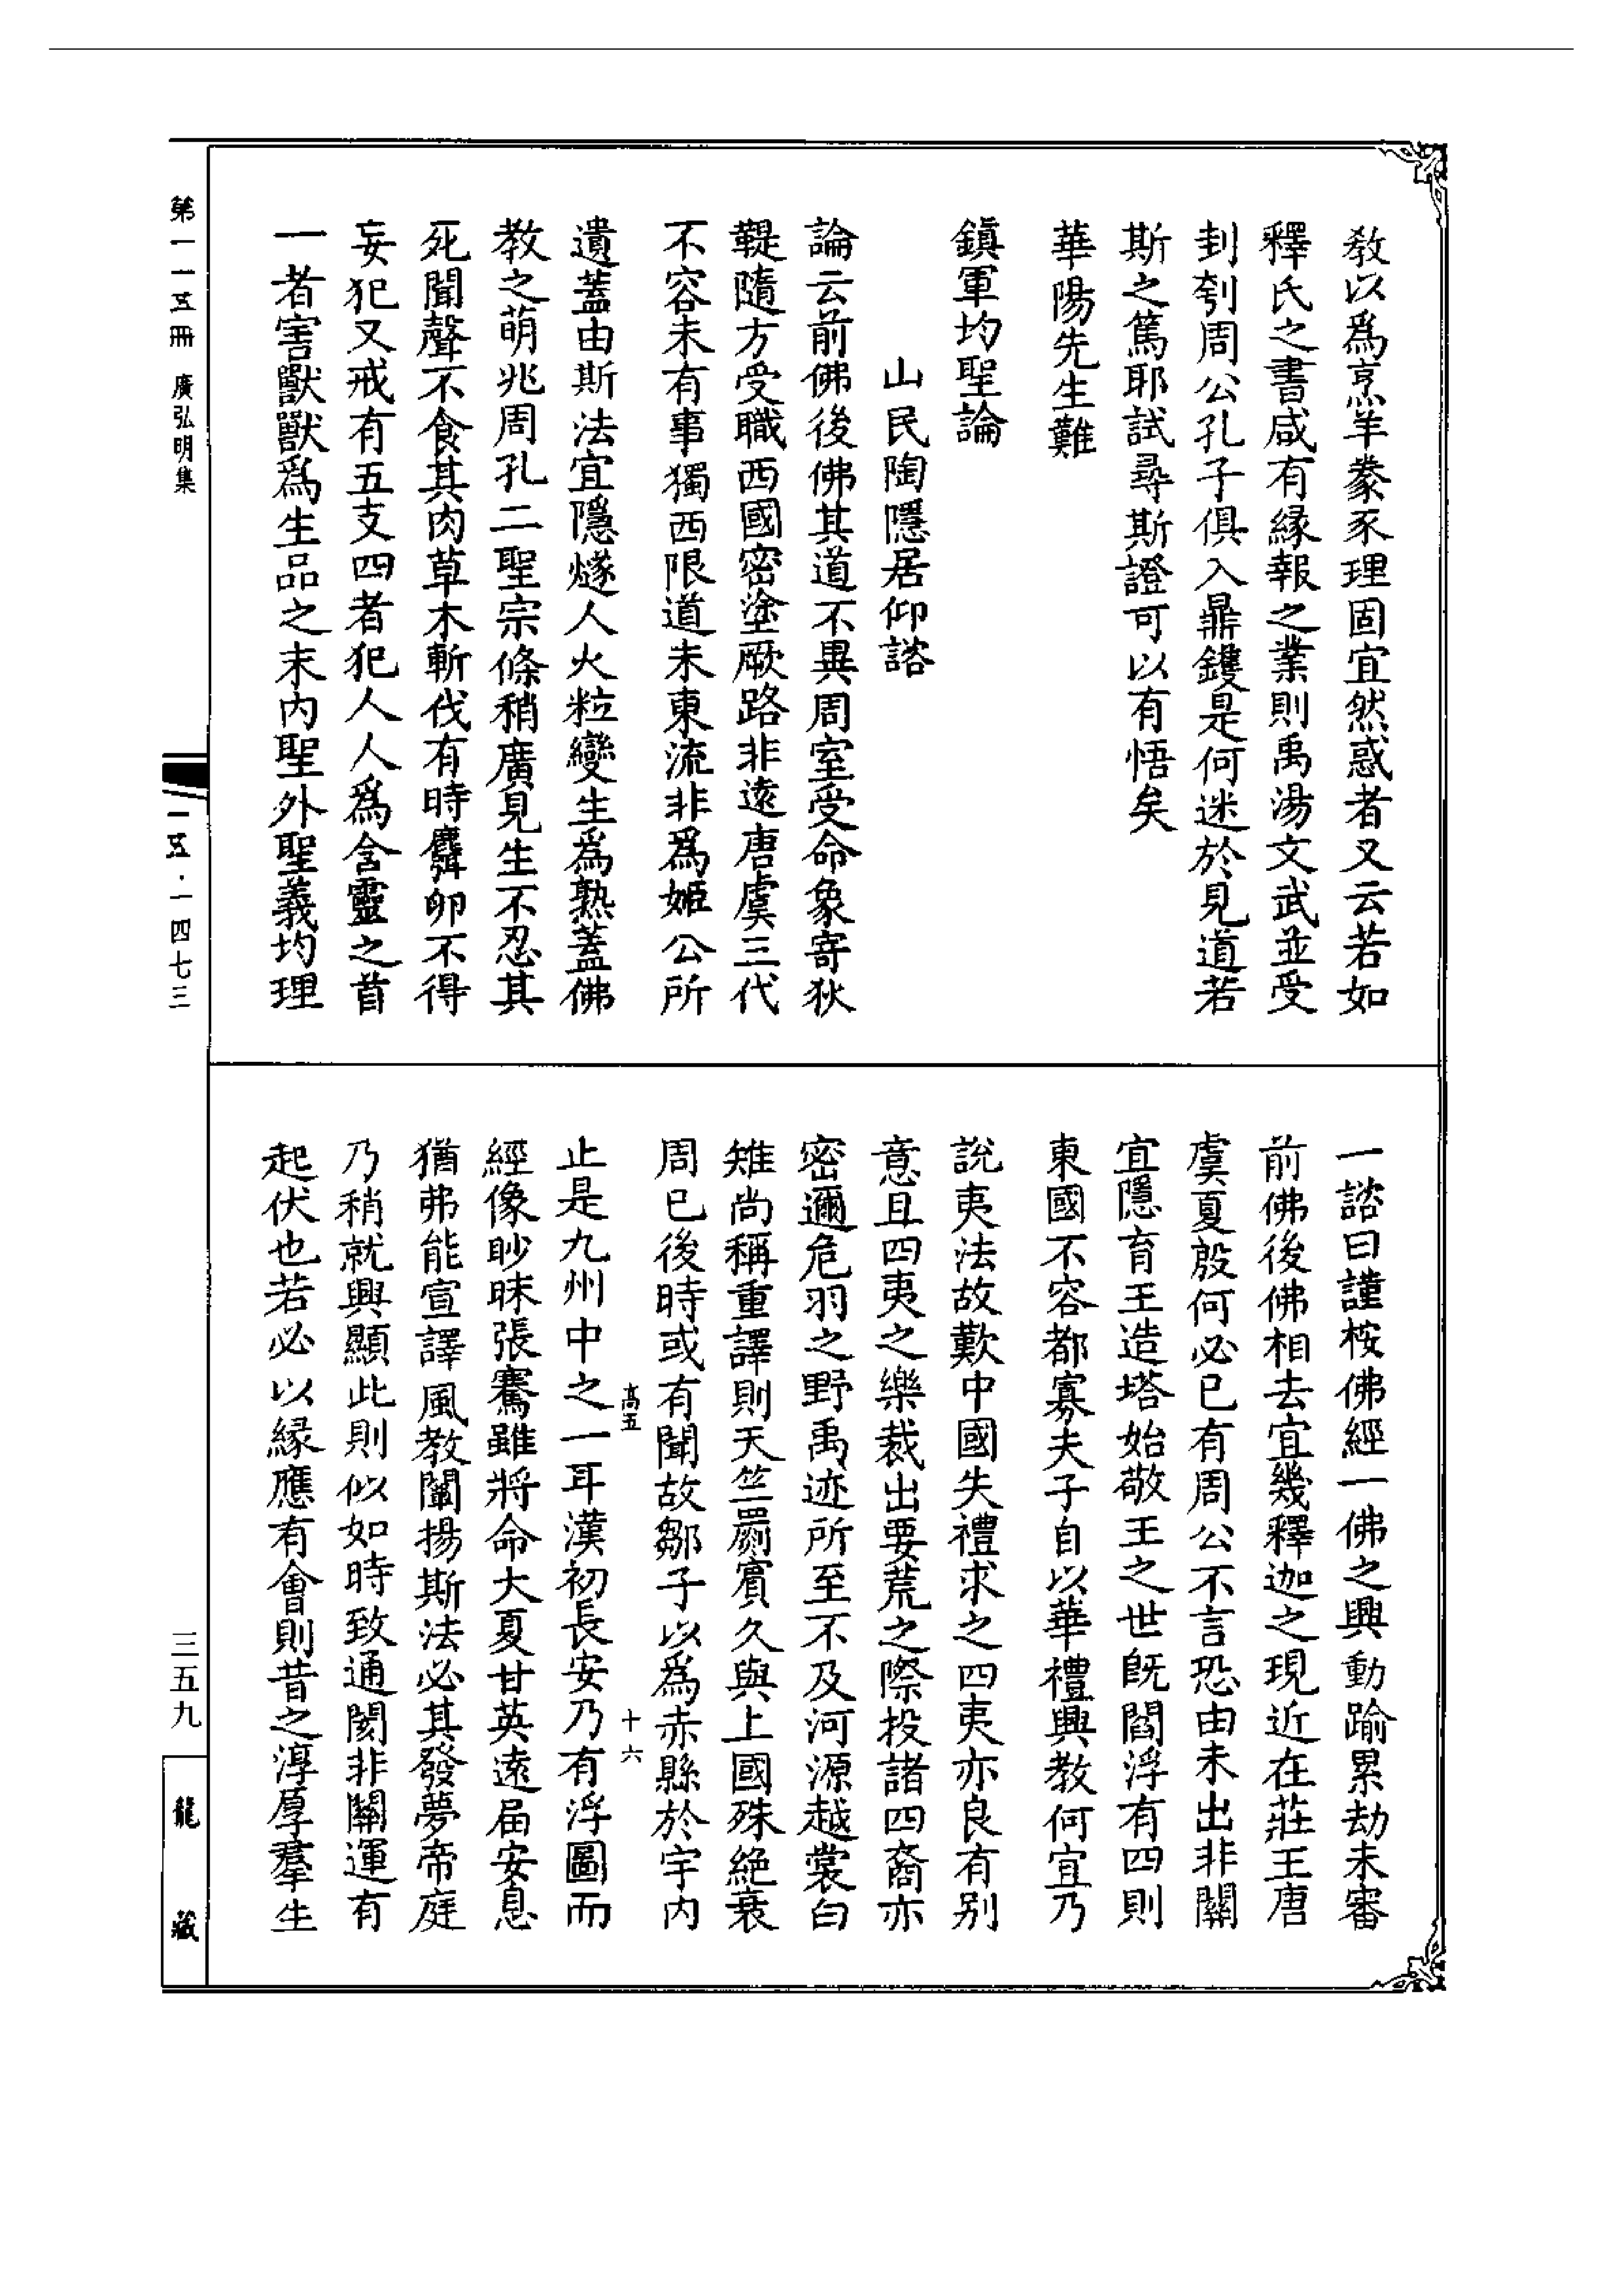 教以爲烹羊豢豕理固宜然惑者又云若如
釋氏之書咸有縁報之業則禹湯文武並受
刲刳周公孔子俱入鼎鑊是何迷於見道若
斯之篤耶試尋斯證可以有悟矣
華陽先生難
鎮軍均聖論
山民陶隱居仰諮
論云前佛後佛其道不異周室受命象寄狄
鞮隨方受職西國密塗厥路非遠唐虞三代
不容未有事獨西限道未東流非爲姬公所
遺蓋由斯法宜隱燧人火粒變生爲熟蓋佛
教之萌兆周孔二聖宗條稍廣見生不忍其
死聞聲不食其肉草木斬伐有時麛卵不得
妄犯又戒有五支四者犯人人爲含靈之首
一者害獸獸爲生品之末内聖外聖義均理
一諮曰謹桉佛經一佛之興動踰累劫未審
前佛後佛相去宜幾釋迦之現近在莊王唐
虞夏殷何必已有周公不言恐由未出非關
宜隱育王造塔始敬王之世既閻浮有四則
東國不容都寡夫子自以華禮興教何宜乃
說夷法故歎中國失禮求之四夷亦良有别
意且四夷之樂裁出要荒之際投諸四裔亦
密邇危羽之野禹迹所至不及河源越裳白
雉尚稱重譯則天竺罽賓久與上國殊絶衰
周已後時或有聞故鄒子以爲赤縣於宇内
高五
十六
止是九州中之一耳漢初長安乃有浮圖而
經像眇昧張騫雖將命大夏甘英遠届安息
猶弗能宣譯風教闡揚斯法必其發夢帝庭
乃稍就興顯此則似如時致通閡非關運有
起伏也若必以縁應有會則昔之淳厚羣生
第一一五冊 廣弘明集
一五·一四七三
三五九
龍藏